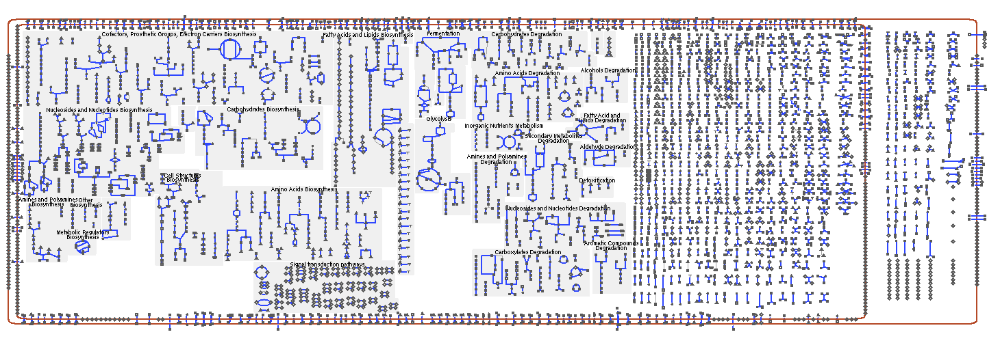 Cofactors, Prosthetic Groups, Electron Carriers Biosynthesis
Fatty Acids and Lipids Biosynthesis
Fermentation
Carbohydrates Degradation
Amino Acids Degradation
Alcohols Degradation
Nucleosides and Nucleotides Biosynthesis
Carbohydrates Biosynthesis
Glycolysis
Inorganic Nutrients Metabolism
Fatty Acid and
Lipids Degradation
Secondary Metabolites
Degradation
Aldehyde Degradation
Amines and Polyamines
Degradation
Cell Structures
Biosynthesis
Detoxification
Amino Acids Biosynthesis
Amines and Polyamines
Biosynthesis
Other
Biosynthesis
Nucleosides and Nucleotides Degradation
Metabolic Regulators
Biosynthesis
Aromatic Compounds
Degradation
Carboxylates Degradation
Signal transduction pathways